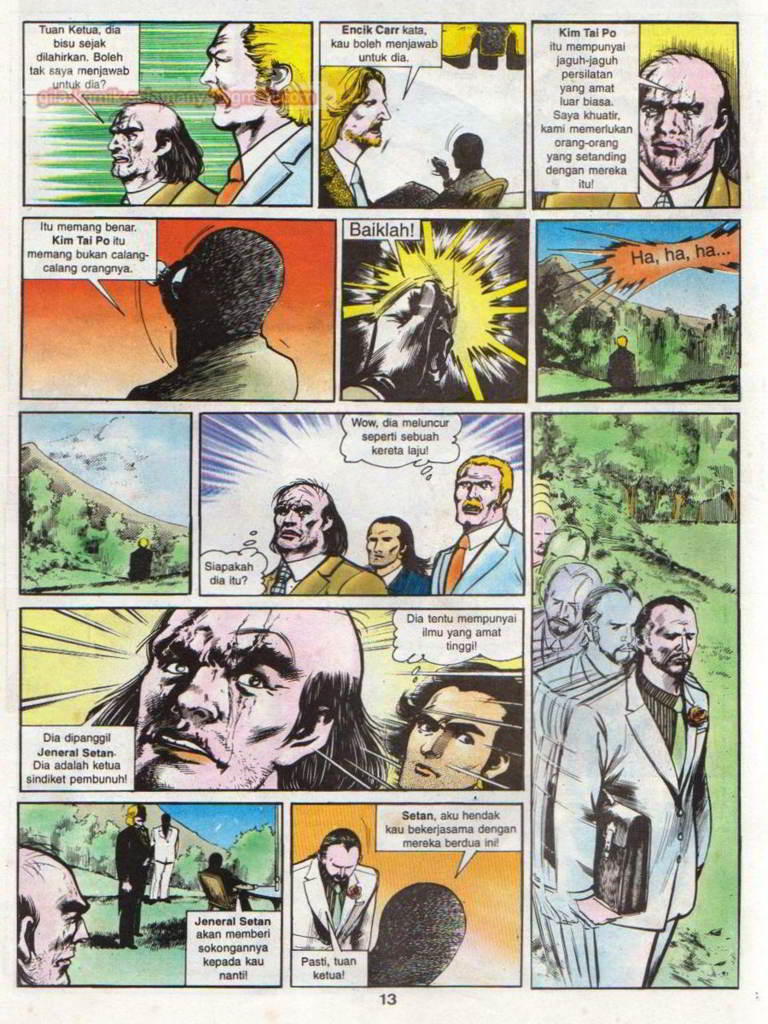 Tuan Ketua, dia
bisu sejak
dilahirkan. Boleh
tak saya menjawab
untuk dia?
Encik Carr kata,
kau boleh menjawab
untuk dia.
Kim Tai Po
itu mempunyai
jaguh-jaguh
persilatan
yang amat
luar biasa.
Saya khuatir,
kami memerlukan
orang-orang
yang setanding
dengan mereka
itu!
Itu memang benar.
Kim Tai Po itu
memang bukan calang-
calang orangnya.
Baiklah!
Ha, ha, ha...
Wow, dia meluncur
seperti sebuah
kereta laju!
Siapakah
dia itu?
Dia tentu mempunyai
ilmu yang amat
tinggi!
Dia dipanggil
Jeneral Setan.
Dia adalah ketua
sindiket pembunuh!
Jeneral Setan
akan memberi
sokongannya
kepada kau
nanti!
Setan, aku hendak
kau bekerjasama dengan
mereka berdua ini!
Pasti, tuan
ketua!
13